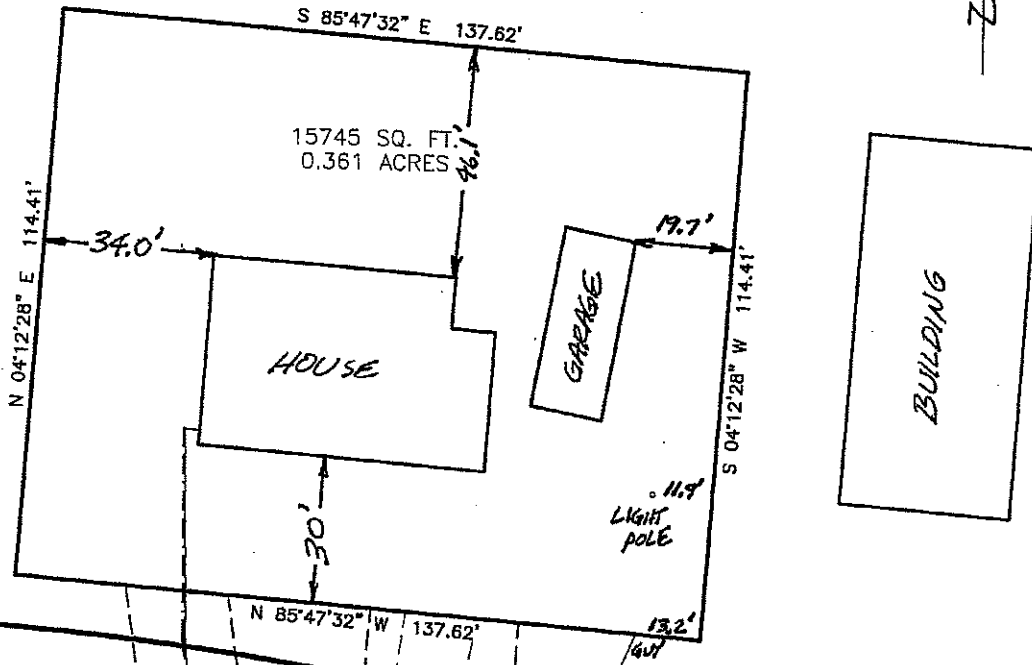 S 85°47'32" E 137.62'
Z
15745 SQ. FT.
0.361 ACRES
46.1'
N 04°12'28" E 114.41'
34.0'
19.7'
HOUSE
GARAGE
S 04°12'28" W 114.41'
BUILDING
30'
11.9'
LIGHT
POLE
N 85°47'32" W 137.62'
13.2'
GUY